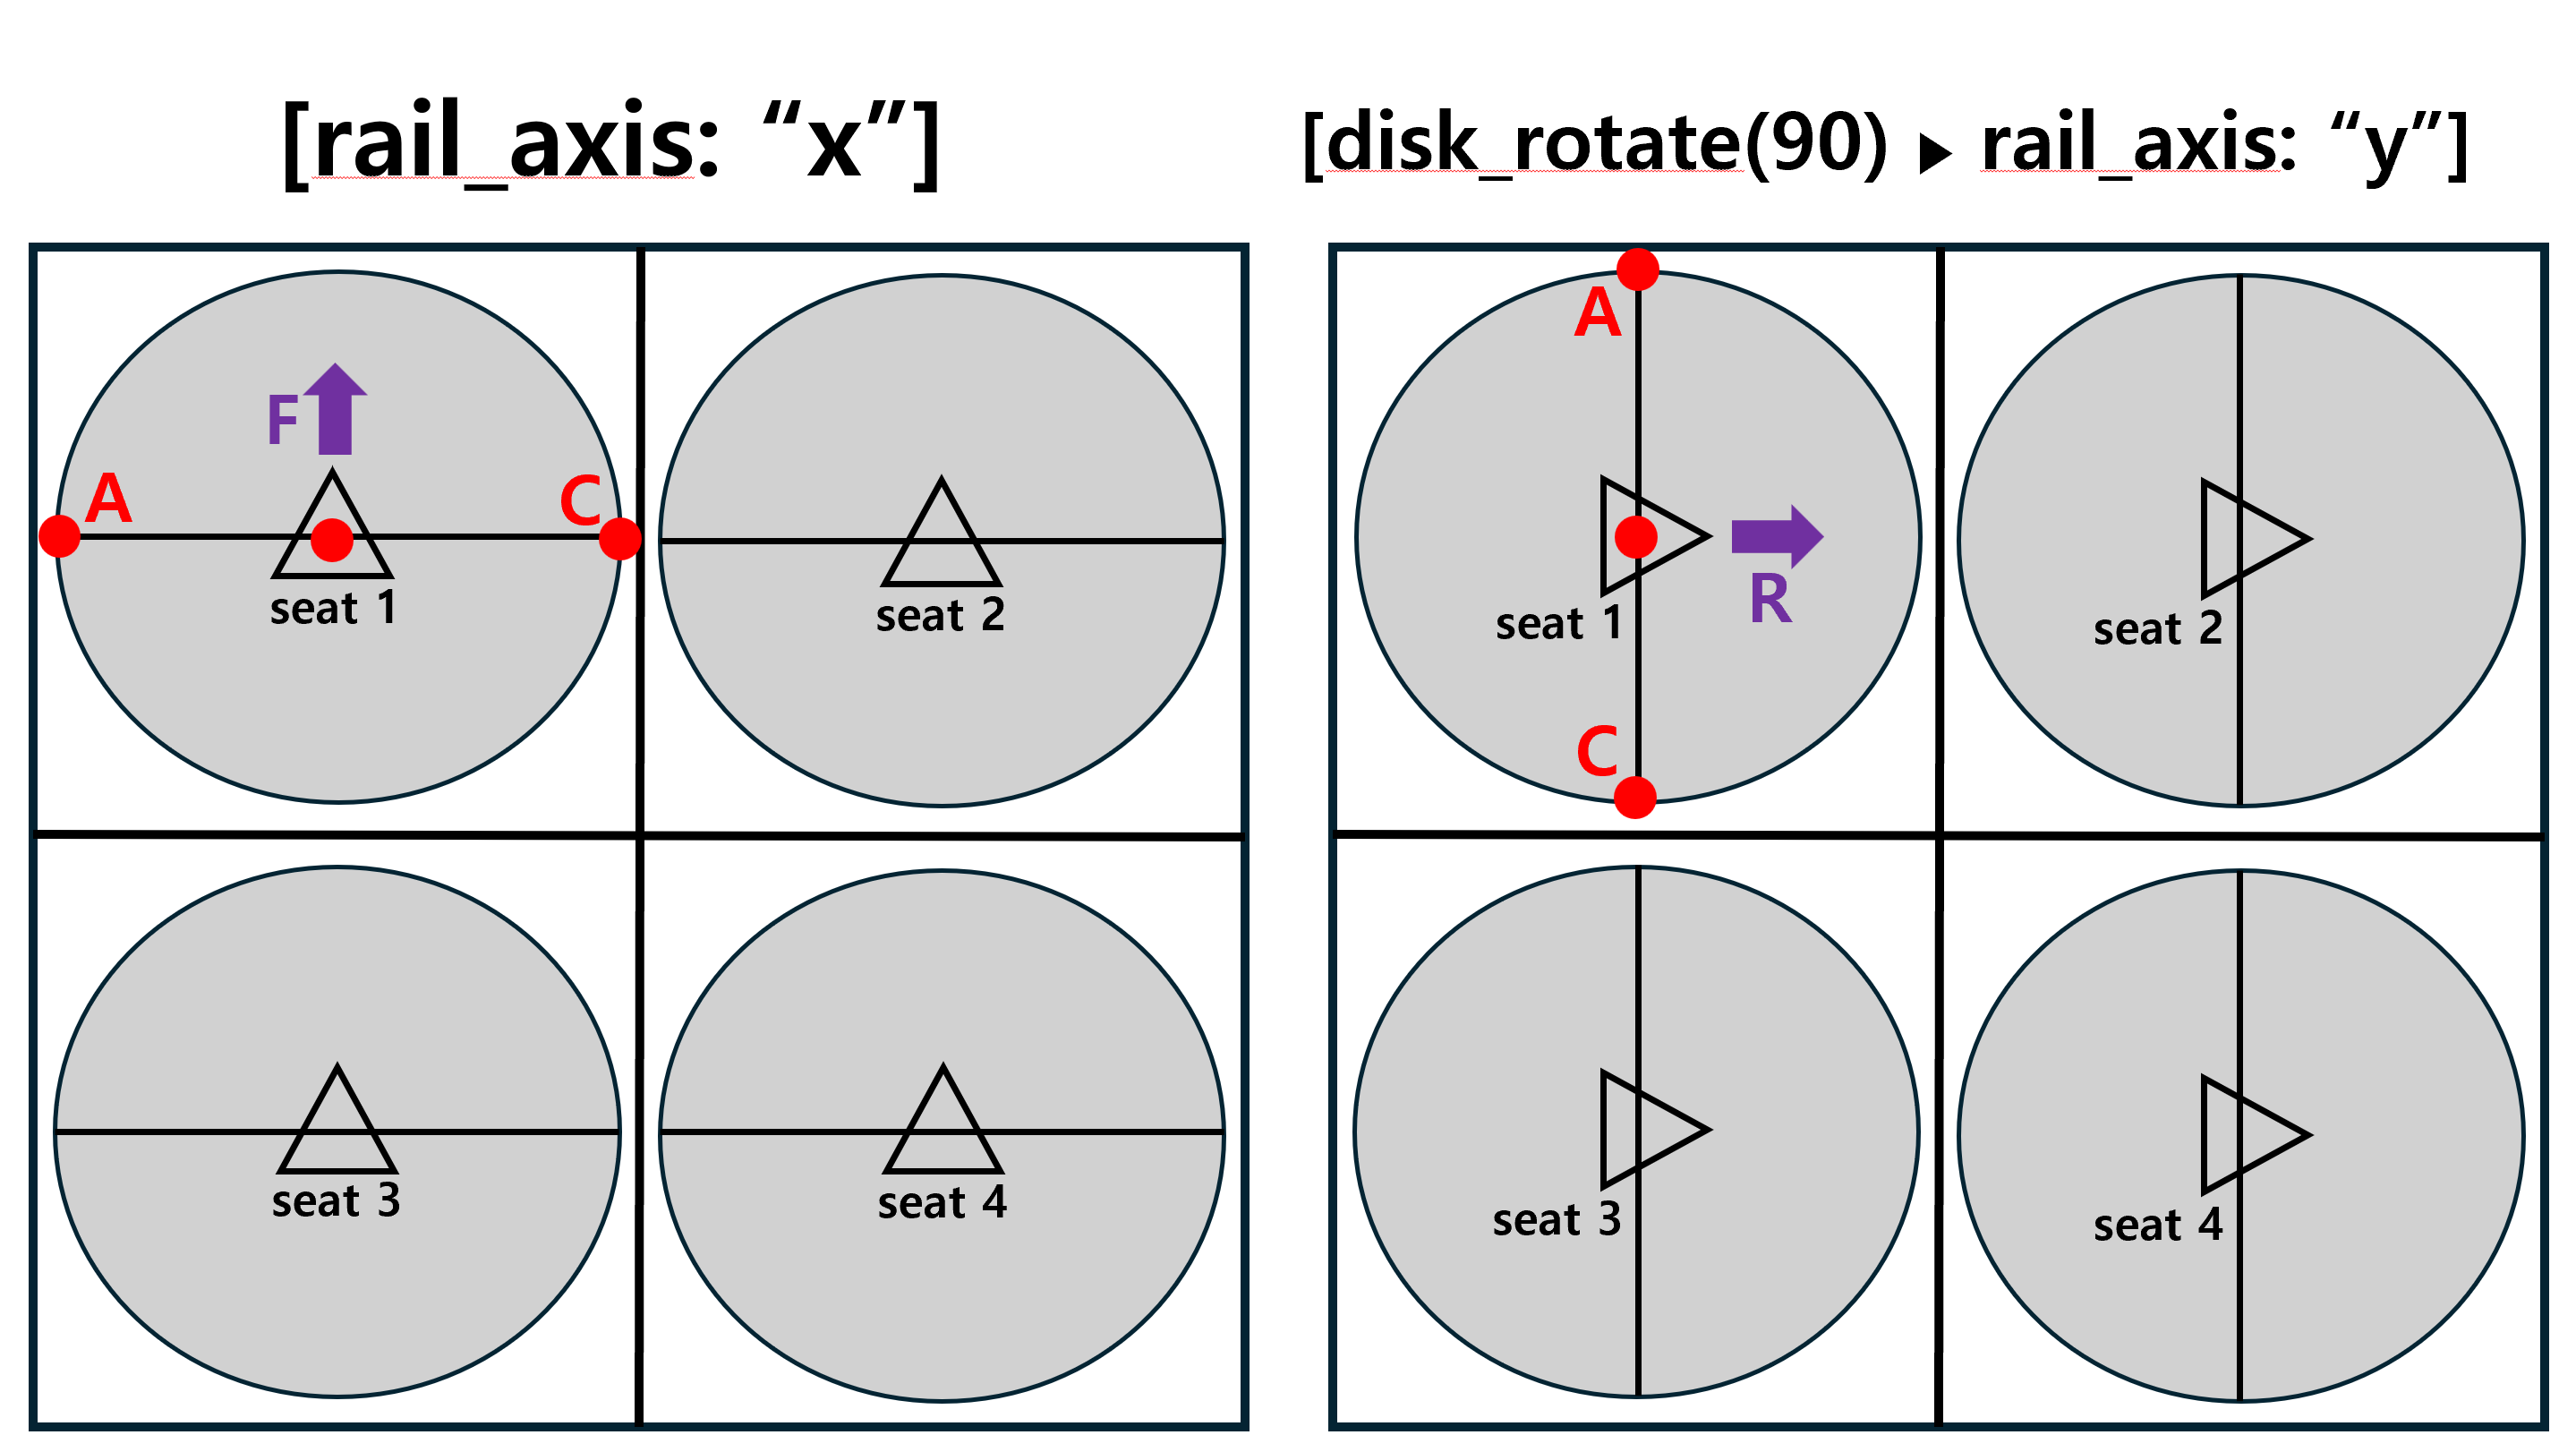 [rail_axis: “x”]
[disk_rotate(90) ▶ rail_axis: “y”]
F
A
C
seat 1
seat 2
seat 3
seat 4
A
R
seat 1
C
seat 2
seat 3
seat 4